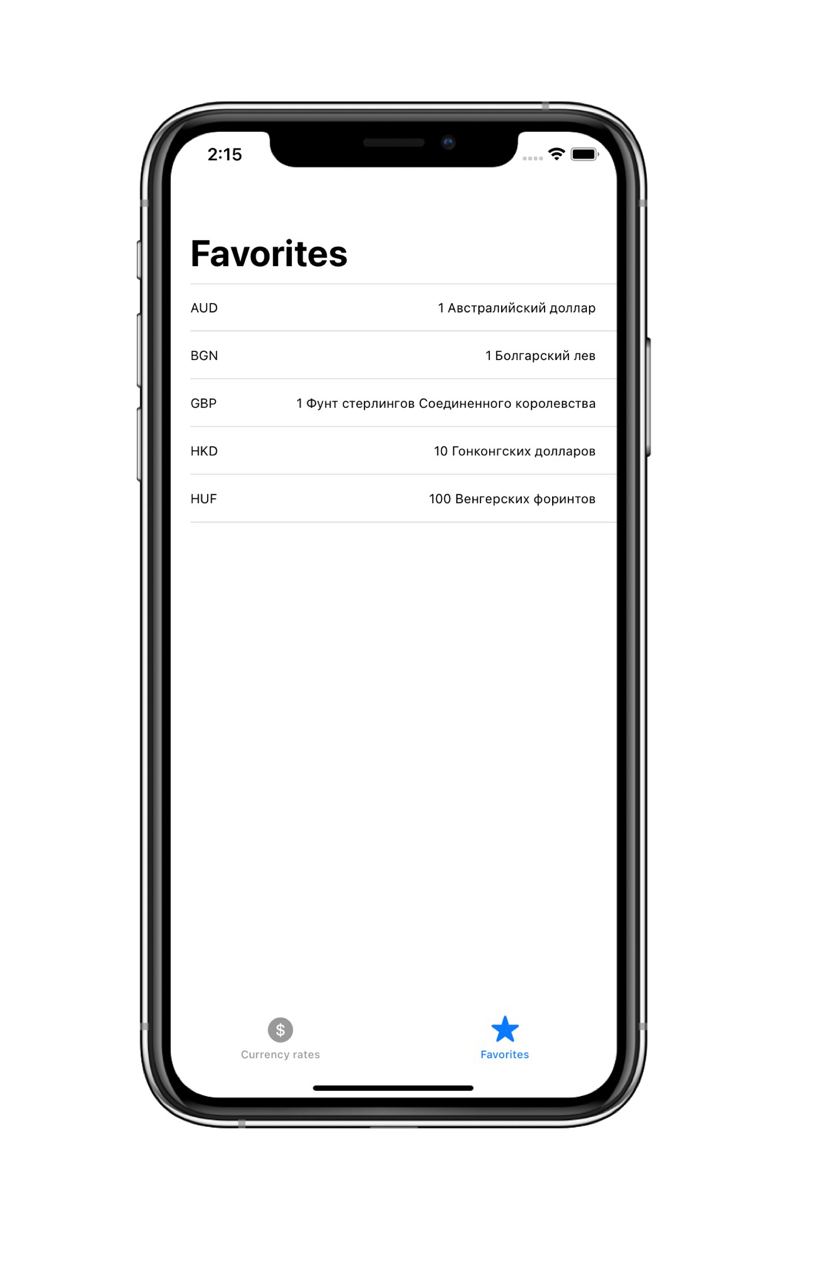 2:15
Favorites
AUD 1 Австралийский доллар
BGN 1 Болгарский лев
GBP 1 Фунт стерлингов Соединенного королевства
HKD 10 Гонконгских долларов
HUF 100 Венгерских форинтов
$
Currency rates Favorites